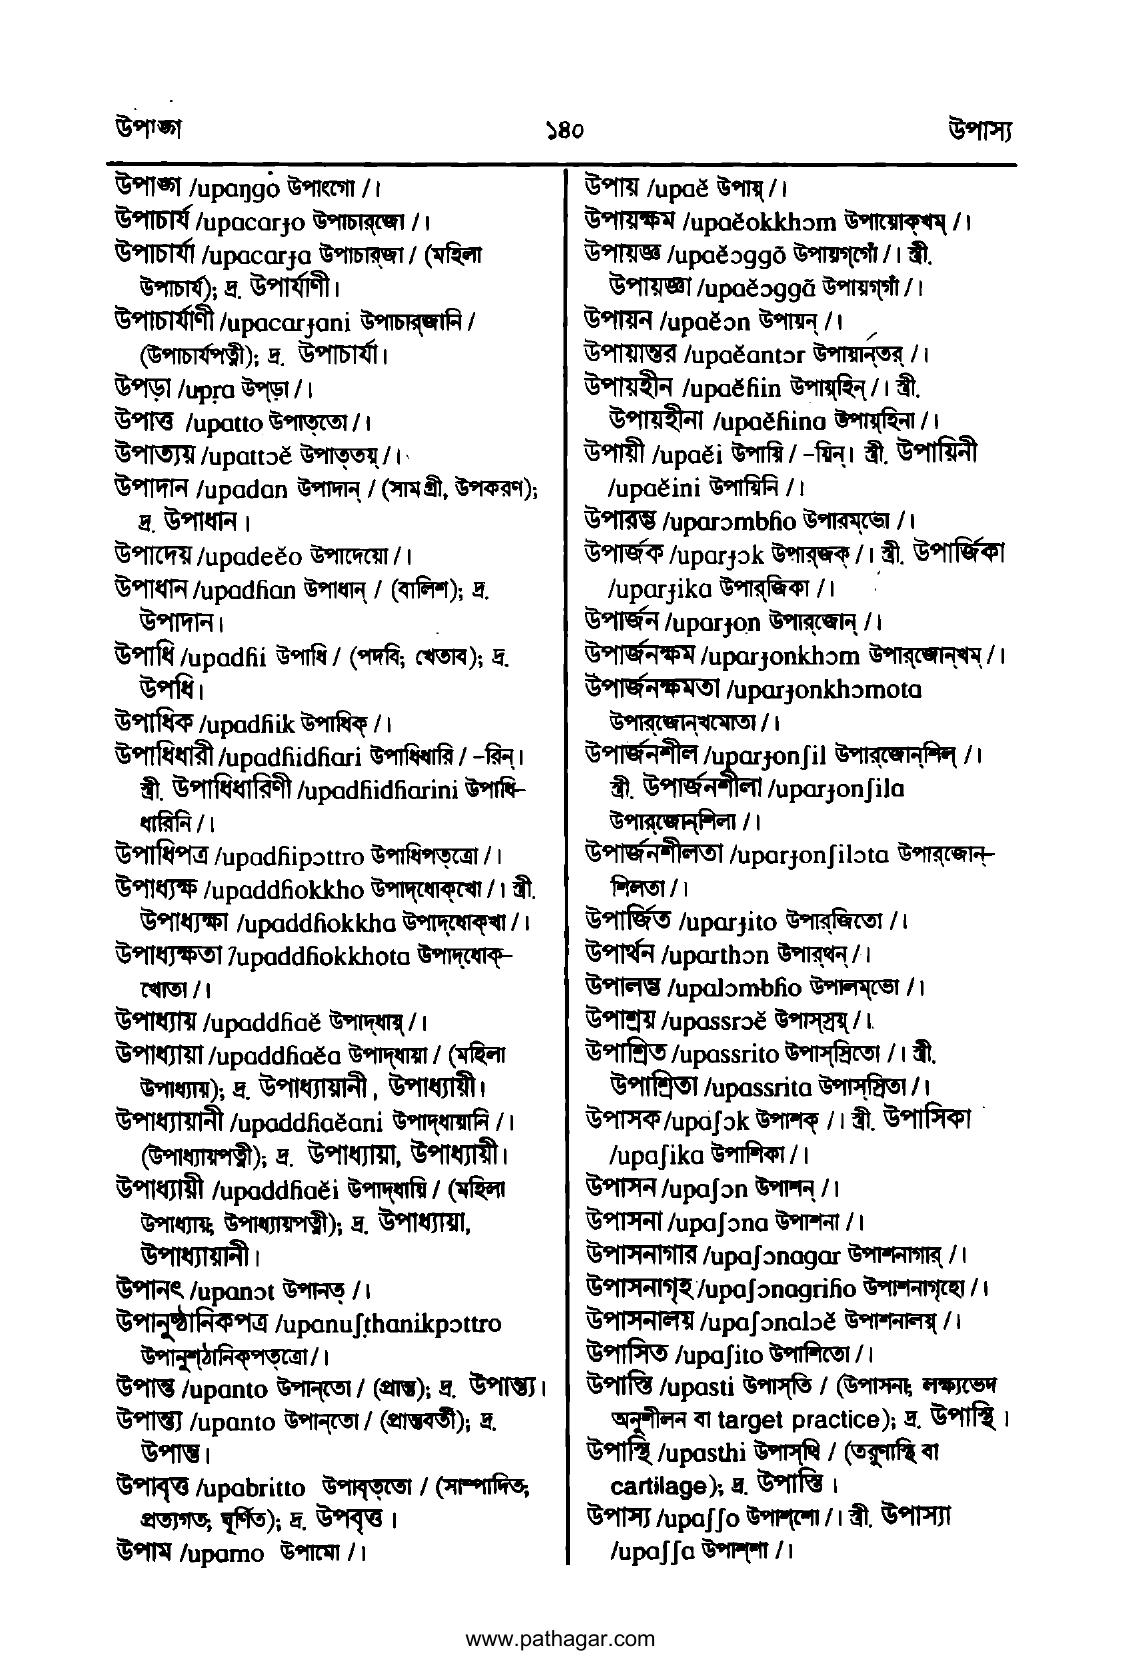 উপাঙ্গ ১৪০ উপাস্য
উপাঙ্গ /upaŋgo উপাংগো /।
উপাচার্য /upacarɟo উপাচার্‌জো /।
উপাচার্যা /upacarɟa উপাচার্‌জা / (মহিলা
উপাচার্য); দ্র. উপার্যাণী।
উপাচার্যাণী /upacarɟani উপাচার্‌জানি /
(উপাচার্যপত্নী); দ্র. উপাচার্যা।
উপড়া /upṛa উপ্‌ড়া /।
উপাত্ত /upatto উপাত্‌তো /।
উপাত্যয় /upattɔĕ উপাত্‌তয়্ /।
উপাদান /upadan উপাদান্ / (সামগ্রী, উপকরণ);
দ্র. উপাধান।
উপাদেয় /upadeĕo উপাদেয়ো /।
উপাধান /upadɦan উপাধান্ / (বালিশ); দ্র.
উপাদান।
উপাধি /upadɦi উপাধি / (পদবি; খেতাব); দ্র.
উপধি।
উপাধিক /upadɦik উপাধিক্ /।
উপাধিধারী /upadɦidɦari উপাধিধারি / –রিন্।
স্ত্রী. উপাধিধারিণী /upadɦidɦarini উপাধি–
ধারিনি /।
উপাধিপত্র /upadɦipɔttro উপাধিপত্‌ত্রো /।
উপাধ্যক্ষ /upaddɦokkho উপাদ্‌ধোক্‌খো /। স্ত্রী.
উপাধ্যক্ষা /upaddɦokkha উপাদ্‌ধোক্‌খা /।
উপাধ্যক্ষতা /upaddɦokkhota উপাদ্‌ধোক্–
খোতা /।
উপাধ্যায় /upaddɦaĕ উপাদ্‌ধায়্ /।
উপাধ্যায়া /upaddɦaĕa উপাদ্‌ধায়া / (মহিলা
উপাধ্যায়); দ্র. উপাধ্যায়ানী, উপাধ্যায়ী।
উপাধ্যায়ানী /upaddɦaĕani উপাদ্‌ধায়ানি /।
(উপাধ্যায়পত্নী); দ্র. উপাধ্যায়া, উপাধ্যায়ী।
উপাধ্যায়ী /upaddɦaĕi উপাদ্‌ধায়ি / (মহিলা
উপাধ্যায়; উপাধ্যায়পত্নী); দ্র. উপাধ্যায়া,
উপাধ্যায়ানী।
উপানৎ /upanɔt উপানত্ /।
উপানুষ্ঠানিকপত্র /upanuʃṭhanikpɔttro
উপানুশ্‌ঠানিক্‌পত্‌ত্রো/।
উপান্ত /upanto উপান্‌তো / (প্রান্ত); দ্র. উপান্ত্য।
উপান্ত্য /upanto উপান্‌তো / (প্রান্তবর্তী); দ্র.
উপান্ত।
উপাবৃত্ত /upabritto উপাবৃত্‌তো / (সাম্পাদিত;
প্রত্যাগত; ঘূর্ণিত); দ্র. উপবৃত্ত।
উপাম /upamo উপামো /।
উপায় /upaĕ উপায়্ /।
উপায়ক্ষম /upaĕokkhɔm উপায়োক্‌খম্ /।
উপায়জ্ঞ /upaĕɔggõ উপায়গ্‌গোঁ /। স্ত্রী.
উপায়জ্ঞা /upaĕɔggã উপায়গ্‌গাঁ /।
উপায়ন /upaĕɔn উপায়ন্ /।
উপায়ান্তর /upaĕantɔr উপায়ান্‌তর্ /।
উপায়হীন /upaĕɦin উপায়্‌হিন্ /। স্ত্রী.
উপায়হীনা /upaĕɦina উপায়্‌হিনা /।
উপায়ী /upaĕi উপায়ি / –য়িন্। স্ত্রী. উপায়িনী
/upaĕini উপায়িনি /।
উপারম্ভ /uparɔmbɦo উপারম্‌ভো /।
উপার্জক /uparɟɔk উপার্‌জক্ /। স্ত্রী. উপার্জিকা
/uparɟika উপার্‌জিকা /।
উপার্জন /uparɟon উপার্‌জোন্ /।
উপার্জনক্ষম /uparɟonkhɔm উপার্‌জোন্‌খম্ /।
উপার্জনক্ষমতা /uparɟonkhɔmota
উপার্‌জোন্‌খমোতা /।
উপার্জনশীল /uparɟonʃil উপার্‌জোন্‌শিল্ /।
স্ত্রী. উপার্জনশীলা /uparɟonʃila
উপার্‌জোন্‌শিলা /।
উপার্জনশীলতা /uparɟonʃilɔta উপার্‌জোন্–
শিলতা /।
উপার্জিত /uparɟito উপার্‌জিতো /।
উপার্থন /uparthɔn উপার্‌থন্ /।
উপালম্ভ /upalɔmbɦo উপালম্‌ভো /।
উপাশ্রয় /upassrɔĕ উপাস্‌স্রয়্ /।
উপাশ্রিত /upassrito উপাস্‌স্রিতো /। স্ত্রী.
উপাশ্রিতা /upassrita উপাস্‌স্রিতা /।
উপাসক /upaʃɔk উপাশক্ /। স্ত্রী. উপাসিকা
/upaʃika উপাশিকা /।
উপাসন /upaʃɔn উপাশন্ /।
উপাসনা /upaʃɔna উপাশনা /।
উপাসনাগার /upaʃɔnagar উপাশনাগার্ /।
উপাসনাগৃহ /upaʃɔnagriɦo উপাশনাগৃহো /।
উপাসনালয় /upaʃɔnalɔĕ উপাশনালয়্ /।
উপাসিত /upaʃito উপাশিতো /।
উপাস্তি /upasti উপাস্‌তি / (উপাসনা; লক্ষ্যভেদ
অনুশীলন বা target practice); দ্র. উপাস্থি।
উপাস্থি /upasthi উপাস্‌থি / (তরুণাস্থি বা
cartilage); দ্র. উপাস্তি।
উপাস্য /upaʃʃo উপাশ্‌শো /। স্ত্রী. উপাস্যা
/upaʃʃa উপাশ্‌শা /।
www.pathagar.com